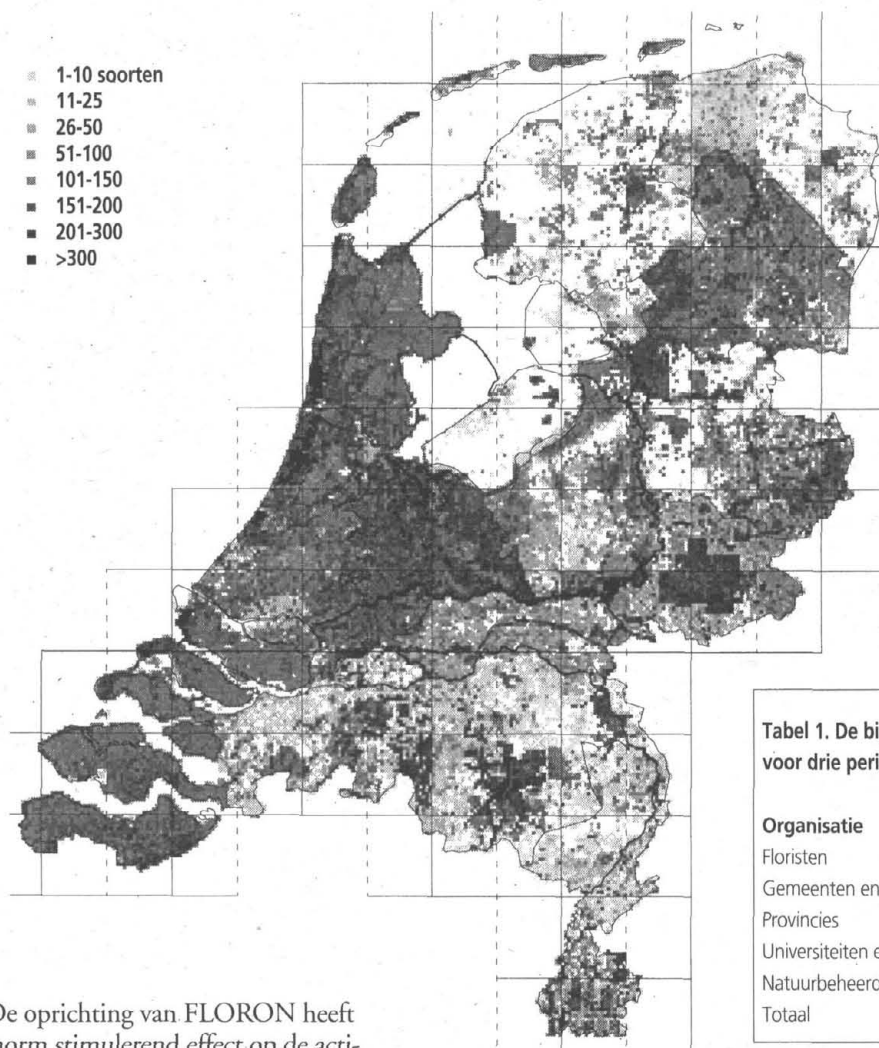 1-10 soorten
11-25
26-50
51-100
101-150
151-200
201-300
>300
Tabel 1. De bi
voor drie peri
Organisatie
Floristen
Gemeenten en
Provincies
Universiteiten e
Natuurbeheerd
Totaal
De oprichting van FLORON heeft
norm stimulerend effect op de acti-